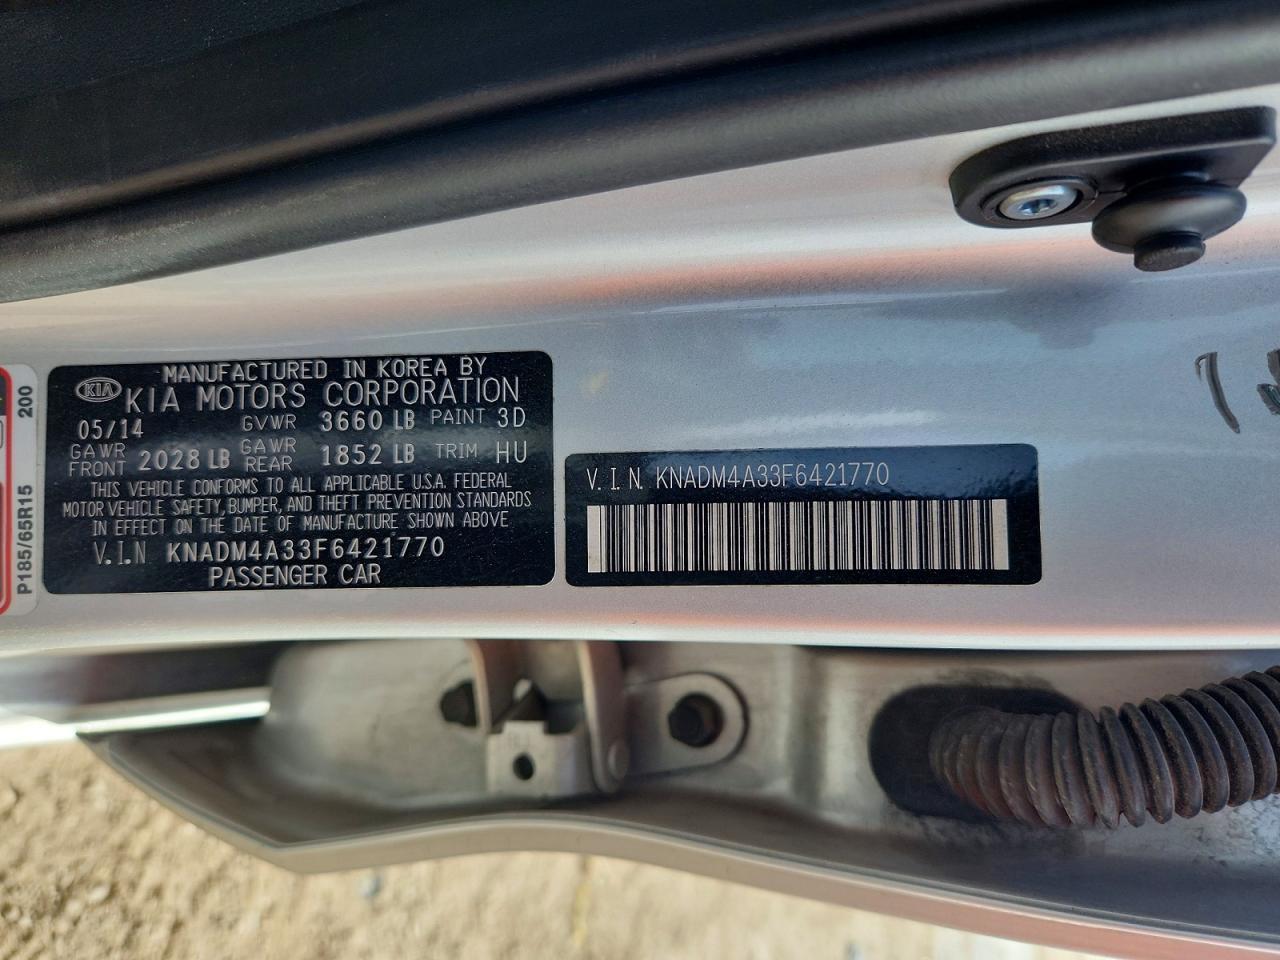 MANUFACTURED IN KOREA BY
KIA KIA MOTORS CORPORATION
05/14 GVWR 3660 LB PAINT 3D
GAWR FRONT 2028 LB GAWR REAR 1852 LB TRIM HU
THIS VEHICLE CONFORMS TO ALL APPLICABLE U.S.A. FEDERAL
MOTOR VEHICLE SAFETY, BUMPER, AND THEFT PREVENTION STANDARDS
IN EFFECT ON THE DATE OF MANUFACTURE SHOWN ABOVE
V.I.N KNADM4A33F6421770
PASSENGER CAR
V.I.N. KNADM4A33F6421770
P185/65R15
200